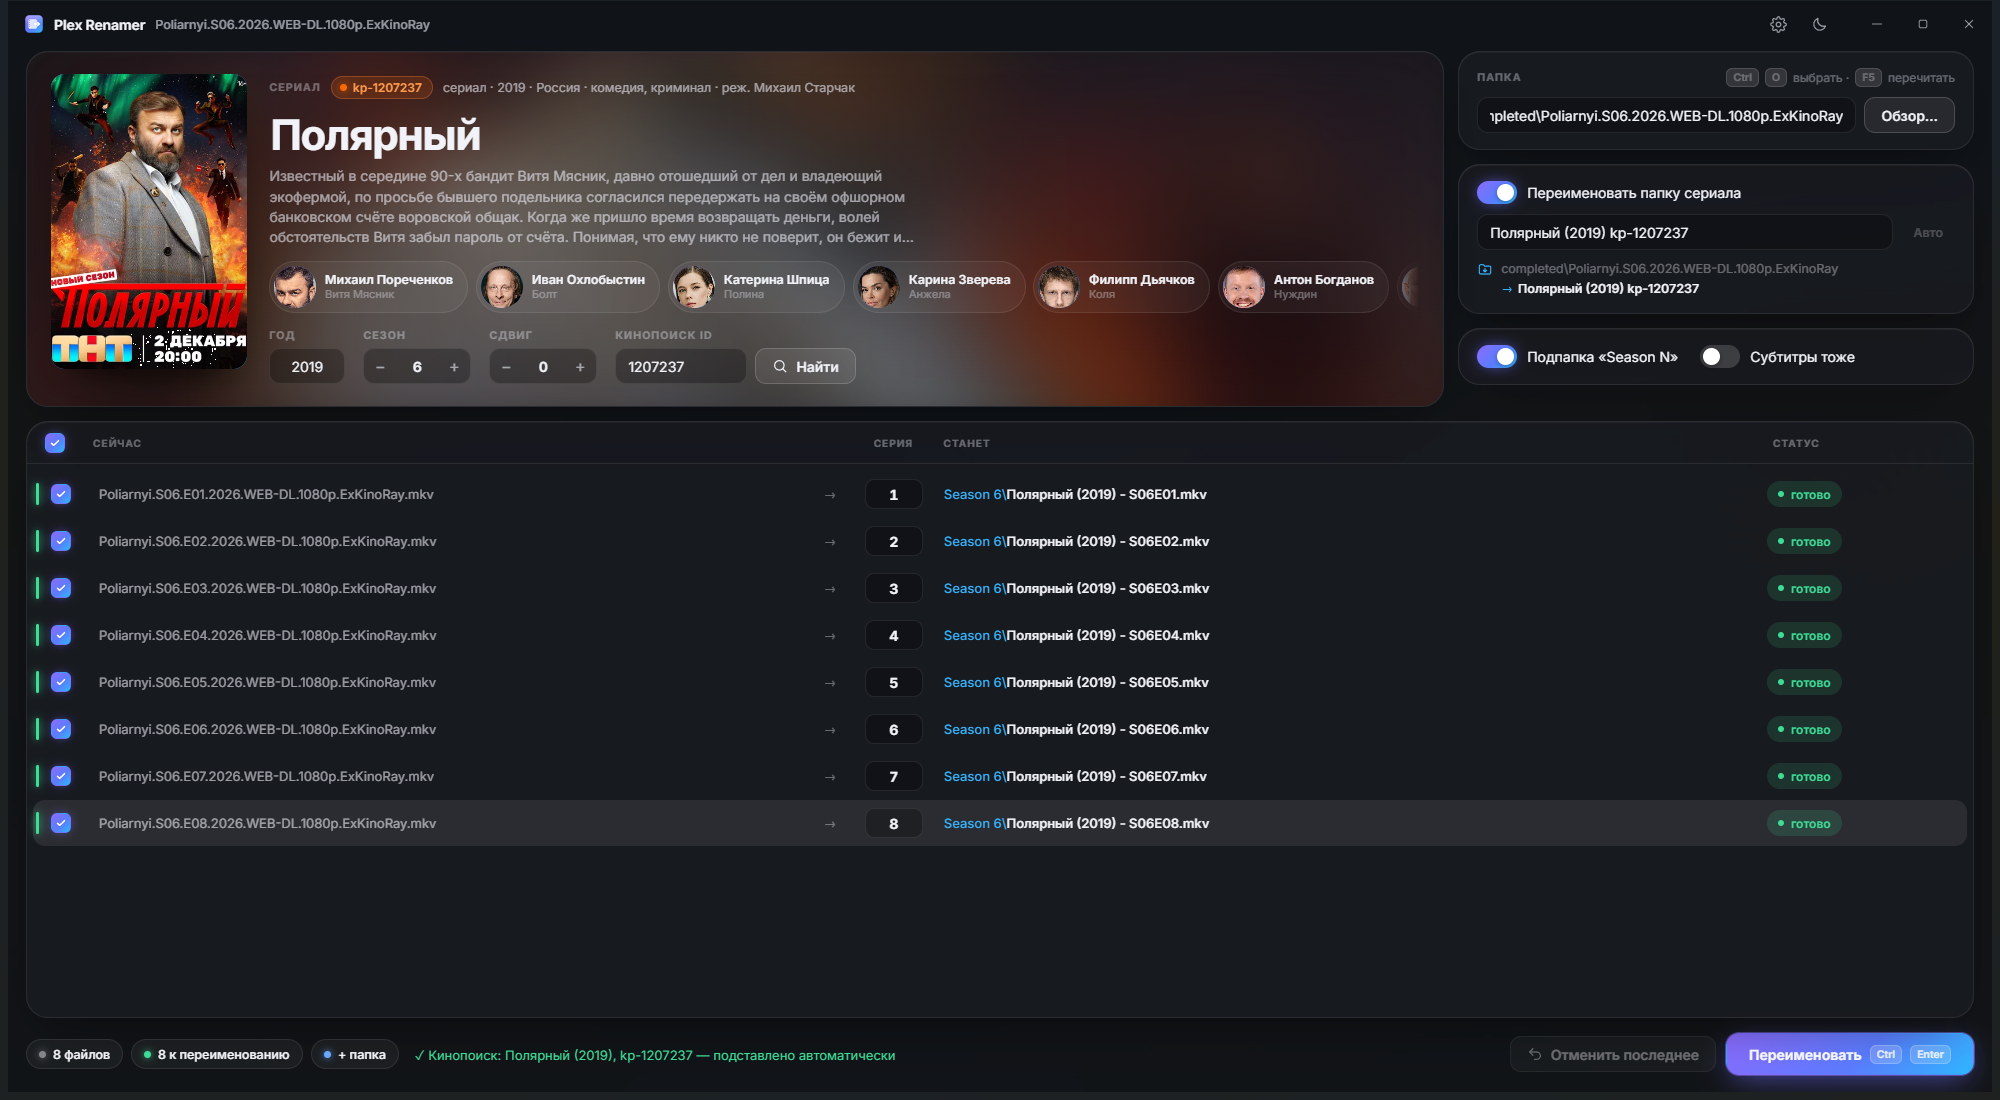 Plex Renamer Poliarnyi.S06.2026.WEB-DL.1080p.ExKinoRay
СЕРИАЛ kp-1207237 сериал · 2019 · Россия · комедия, криминал · реж. Михаил Старчак
Полярный
Известный в середине 90-х бандит Витя Мясник, давно отошедший от дел и владеющий
экофермой, по просьбе бывшего подельника согласился передержать на своём офшорном
банковском счёте воровской общак. Когда же пришло время возвращать деньги, волей
обстоятельств Витя забыл пароль от счёта. Понимая, что ему никто не поверит, он бежит и...
Михаил Пореченков
Витя Мясник
Иван Охлобыстин
Болт
Катерина Шпица
Полина
Карина Зверева
Анжела
Филипп Дьячков
Коля
Антон Богданов
Нуждин
НОВЫЙ СЕЗОН
ПОЛЯРНЫЙ
ТНТ 2 ДЕКАБРЯ
20:00
ГОД СЕЗОН СДВИГ КИНОПОИСК ID
2019 − 6 + − 0 + 1207237 Найти
ПАПКА Ctrl O выбрать · F5 перечитать
pleted\Poliarnyi.S06.2026.WEB-DL.1080p.ExKinoRay Обзор...
Переименовать папку сериала
Полярный (2019) kp-1207237 Авто
completed\Poliarnyi.S06.2026.WEB-DL.1080p.ExKinoRay
→ Полярный (2019) kp-1207237
Подпапка «Season N» Субтитры тоже
СЕЙЧАС СЕРИЯ СТАНЕТ СТАТУС
Poliarnyi.S06.E01.2026.WEB-DL.1080p.ExKinoRay.mkv → 1 Season 6\Полярный (2019) - S06E01.mkv готово
Poliarnyi.S06.E02.2026.WEB-DL.1080p.ExKinoRay.mkv → 2 Season 6\Полярный (2019) - S06E02.mkv готово
Poliarnyi.S06.E03.2026.WEB-DL.1080p.ExKinoRay.mkv → 3 Season 6\Полярный (2019) - S06E03.mkv готово
Poliarnyi.S06.E04.2026.WEB-DL.1080p.ExKinoRay.mkv → 4 Season 6\Полярный (2019) - S06E04.mkv готово
Poliarnyi.S06.E05.2026.WEB-DL.1080p.ExKinoRay.mkv → 5 Season 6\Полярный (2019) - S06E05.mkv готово
Poliarnyi.S06.E06.2026.WEB-DL.1080p.ExKinoRay.mkv → 6 Season 6\Полярный (2019) - S06E06.mkv готово
Poliarnyi.S06.E07.2026.WEB-DL.1080p.ExKinoRay.mkv → 7 Season 6\Полярный (2019) - S06E07.mkv готово
Poliarnyi.S06.E08.2026.WEB-DL.1080p.ExKinoRay.mkv → 8 Season 6\Полярный (2019) - S06E08.mkv готово
8 файлов 8 к переименованию + папка ✓ Кинопоиск: Полярный (2019), kp-1207237 — подставлено автоматически Отменить последнее Переименовать Ctrl Enter